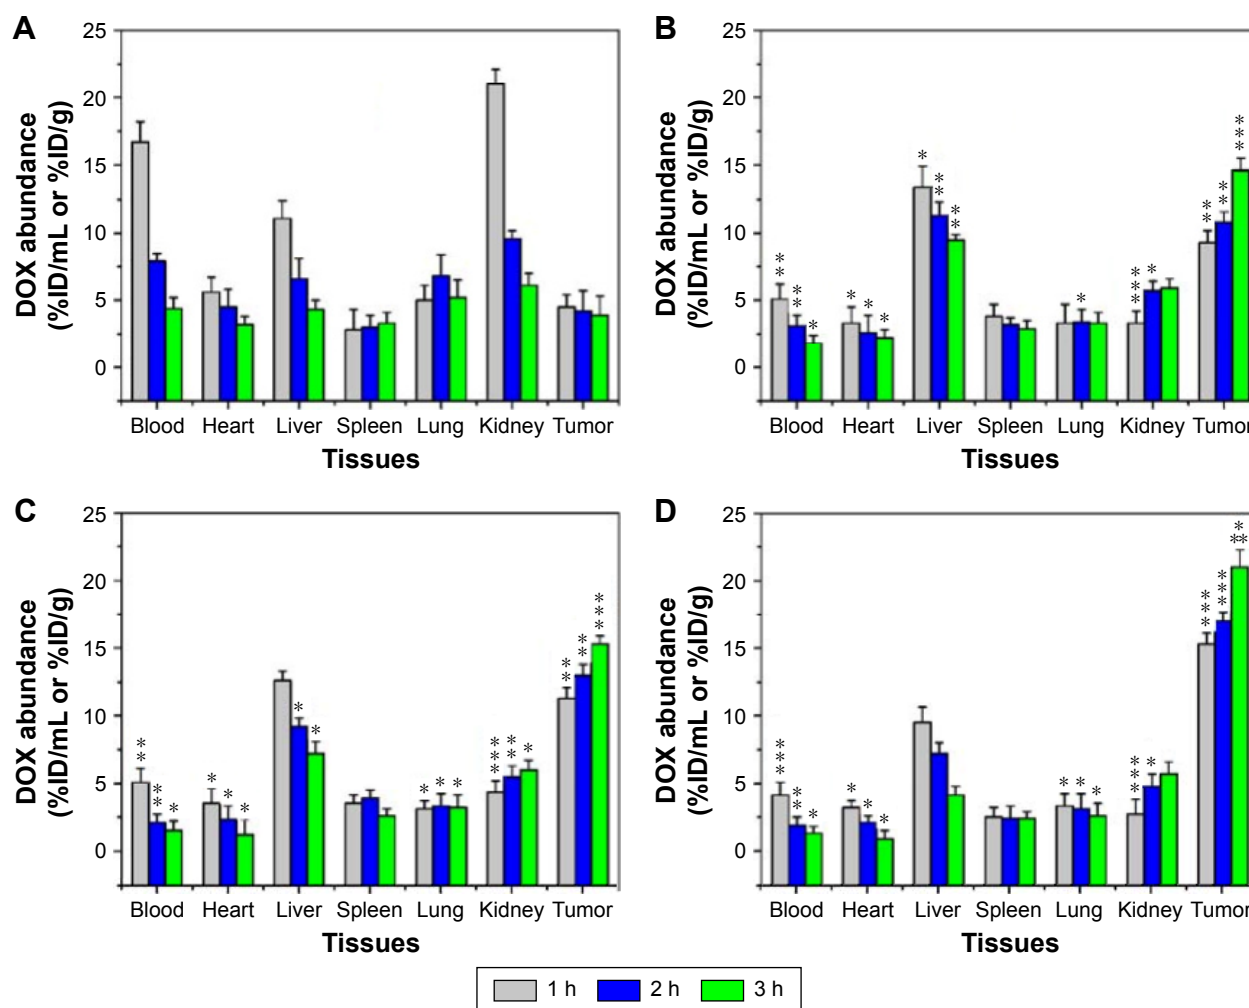 A
25
20
15
10
5
0
DOX abundance
(%ID/mL or %ID/g)
Blood Heart Liver Spleen Lung Kidney Tumor
Tissues
B
25
20
15
10
5
0
DOX abundance
(%ID/mL or %ID/g)
** ** * * * * * ** ** * *** * ** ** ***
Blood Heart Liver Spleen Lung Kidney Tumor
Tissues
C
25
20
15
10
5
0
DOX abundance
(%ID/mL or %ID/g)
** ** * * * * * * * * * *** ** * ** ** ***
Blood Heart Liver Spleen Lung Kidney Tumor
Tissues
D
25
20
15
10
5
0
DOX abundance
(%ID/mL or %ID/g)
*** ** * * * * * * * *** * *** *** ***
Blood Heart Liver Spleen Lung Kidney Tumor
Tissues
1 h 2 h 3 h